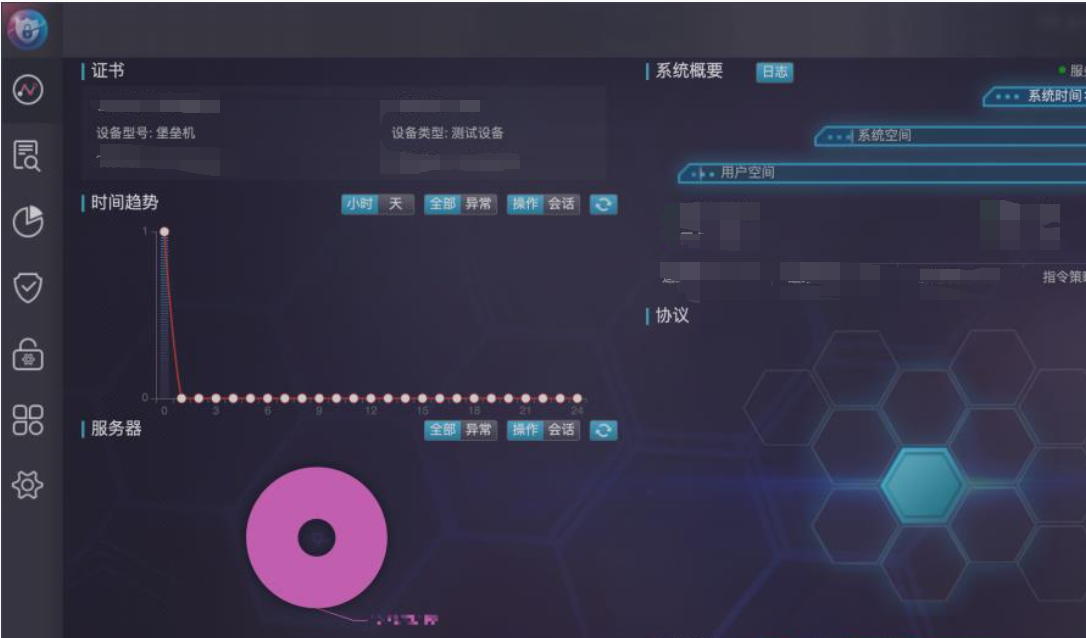 证书
设备型号: 堡垒机
设备类型: 测试设备
时间趋势 小时 天 全部 异常 操作 会话
1
0
0 3 6 9 12 15 18 21 24
服务器 全部 异常 操作 会话
系统概要 日志
系统时间:
系统空间
用户空间
指令策
协议